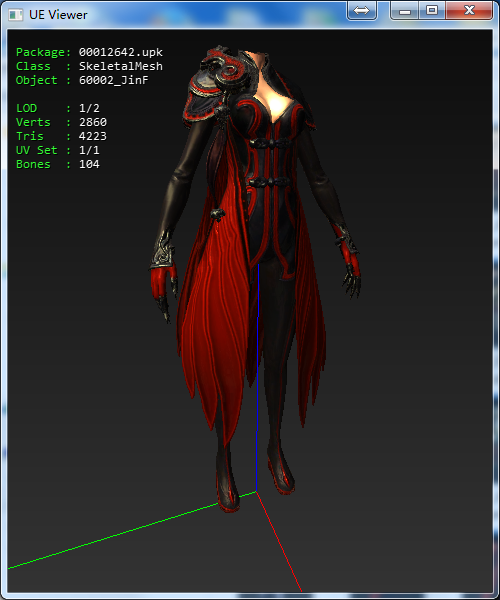 UE Viewer
Package: 00012642.upk
Class : SkeletalMesh
Object : 60002_JinF
LOD : 1/2
Verts : 2860
Tris : 4223
UV Set : 1/1
Bones : 104